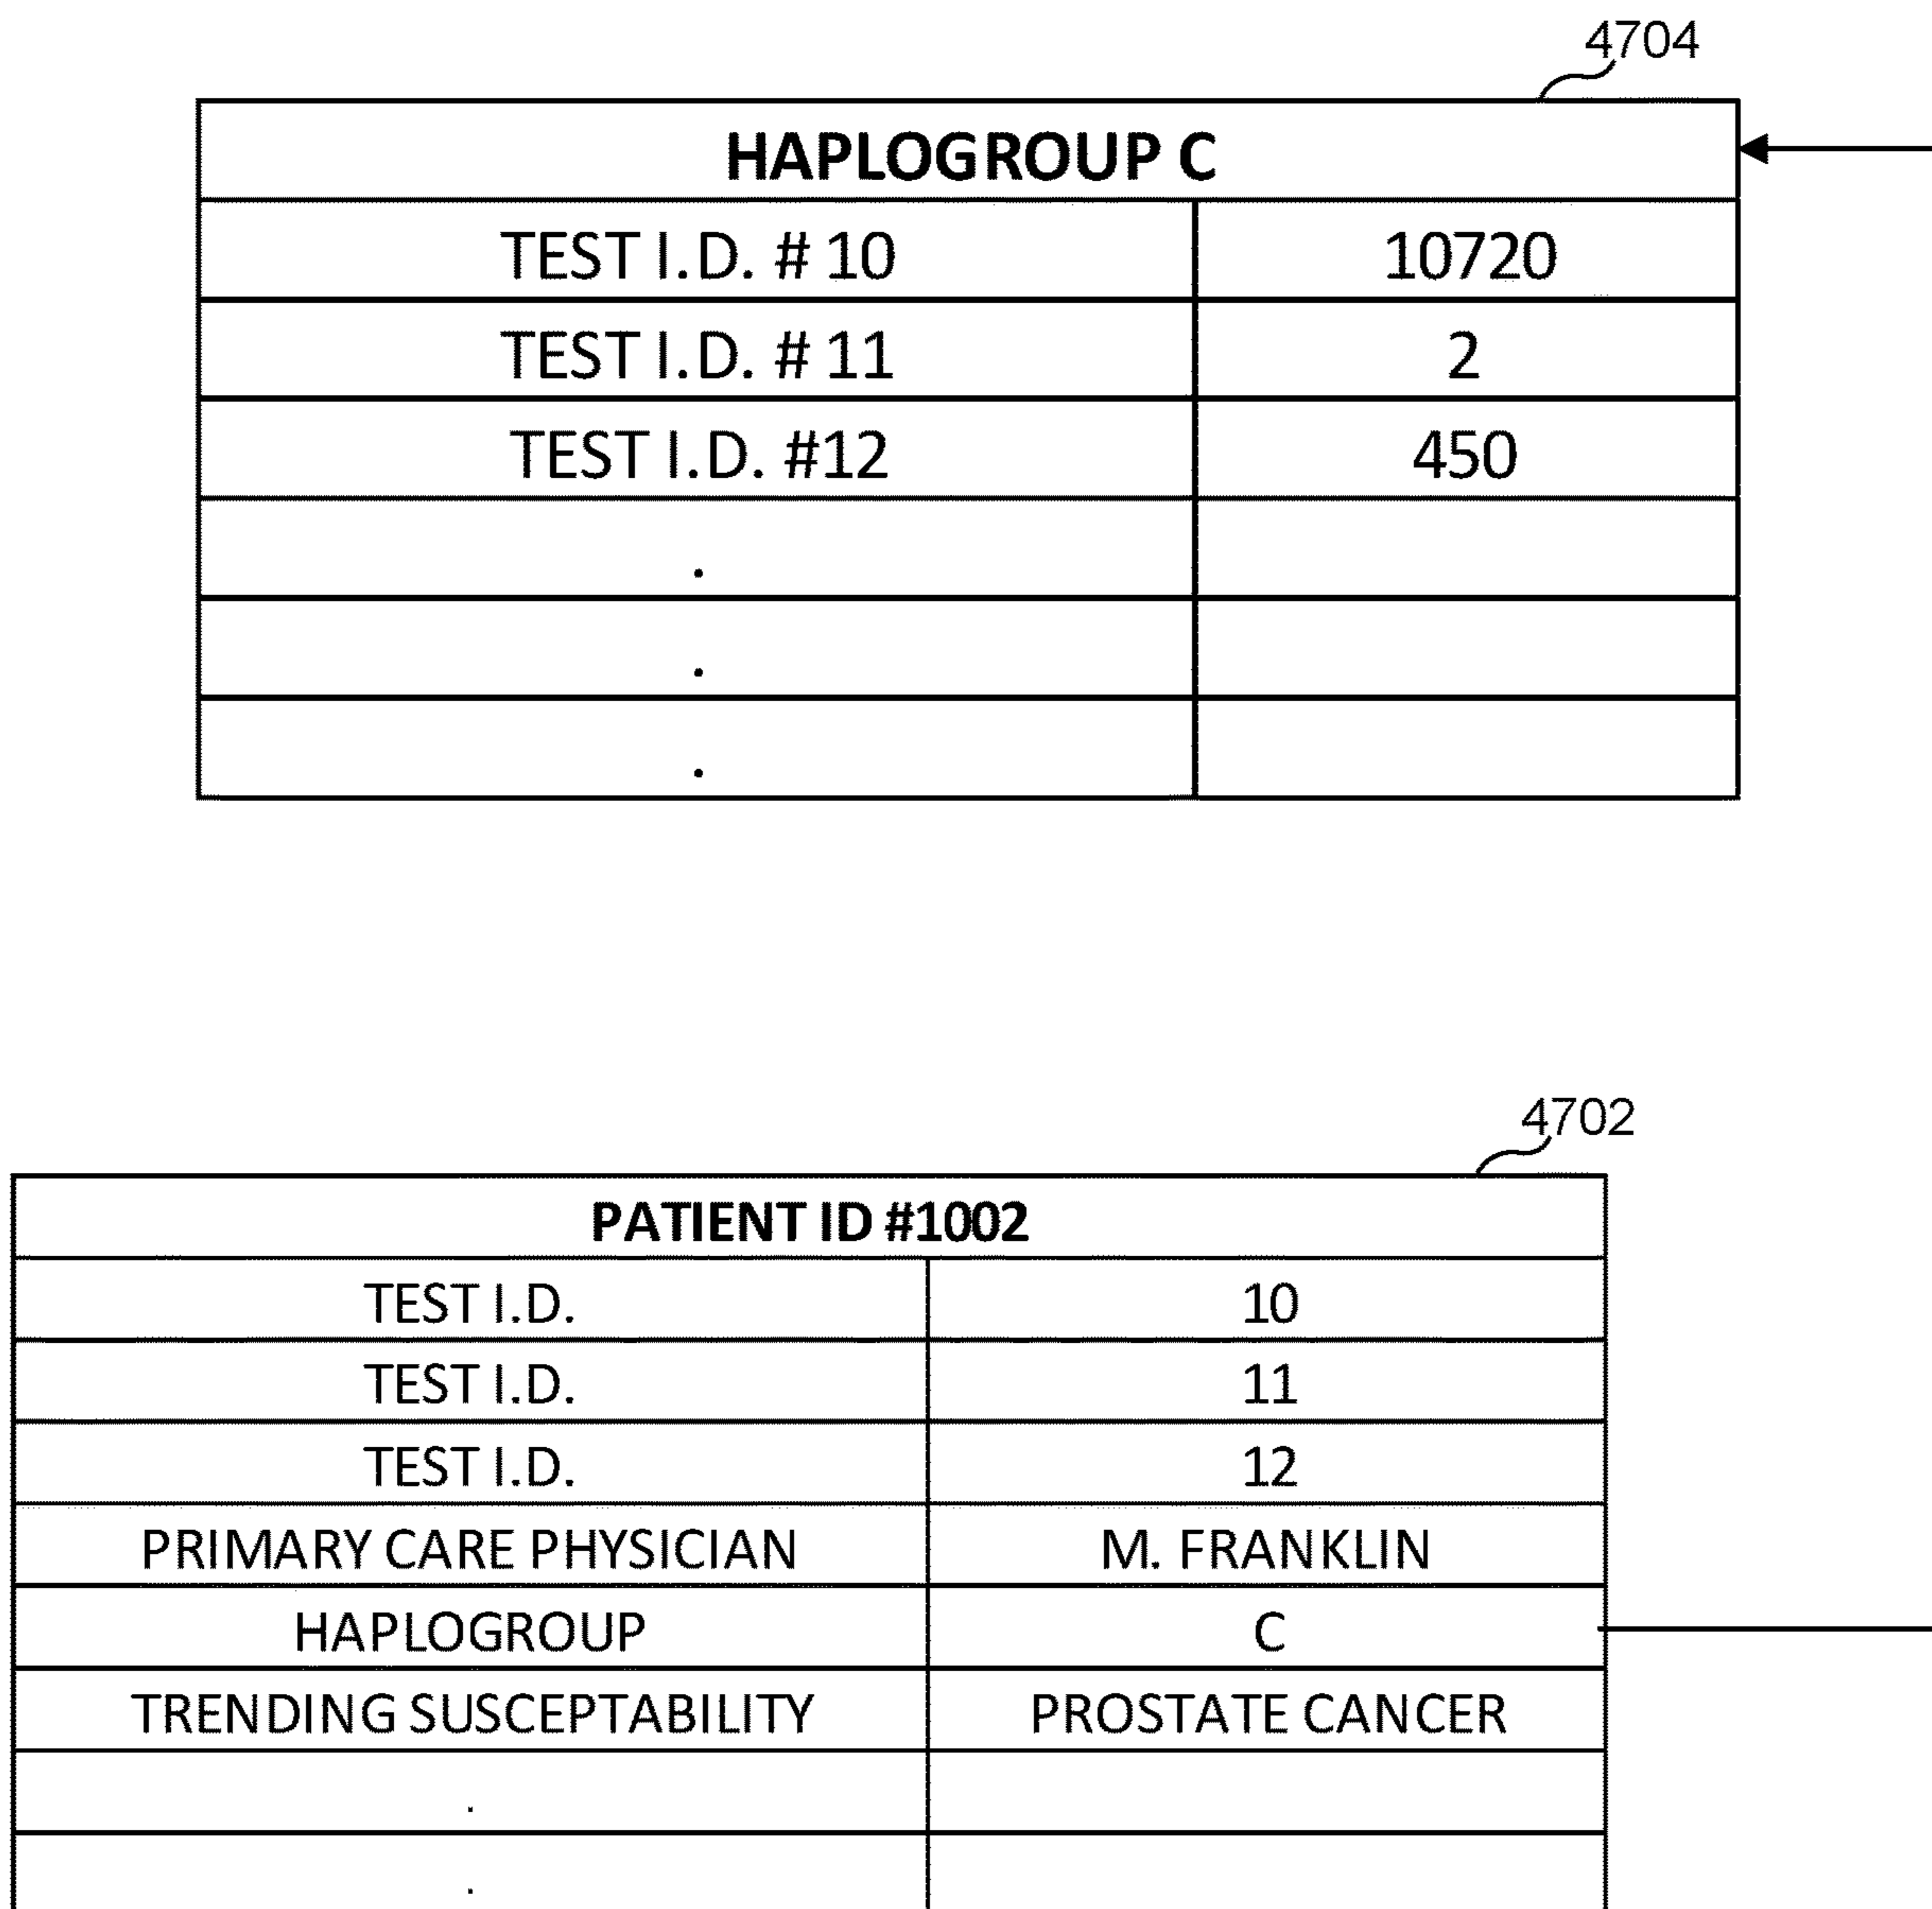 4704
HAPLOGROUP C
TEST I.D. # 10 10720
TEST I.D. # 11 2
TEST I.D. #12 450
.
.
.
4702
PATIENT ID #1002
TEST I.D. 10
TEST I.D. 11
TEST I.D. 12
PRIMARY CARE PHYSICIAN M. FRANKLIN
HAPLOGROUP C
TRENDING SUSCEPTABILITY PROSTATE CANCER
.
.